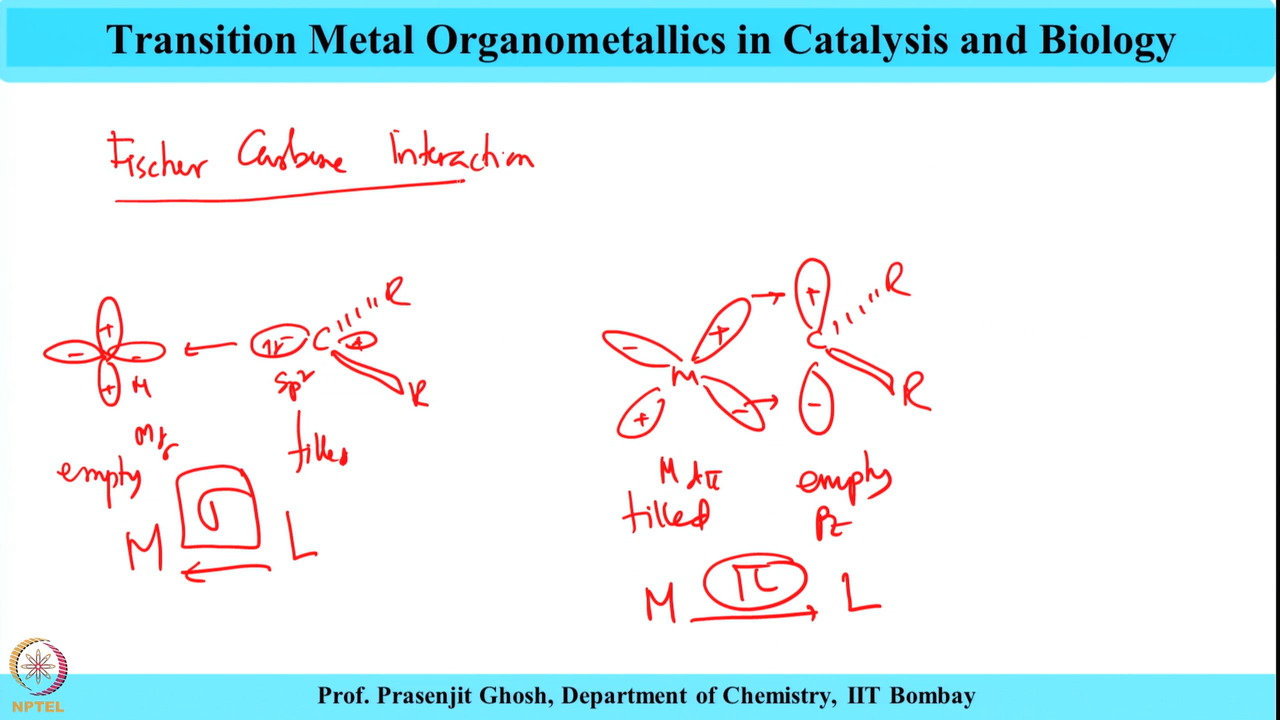 Transition Metal Organometallics in Catalysis and Biology
Fischer Carbene Interaction
+ - - + M
sp² C + R R
filled
empty
M σ L
- + M + - + C - R R
M dπ
filled
empty
pz
M π L
NPTEL
Prof. Prasenjit Ghosh, Department of Chemistry, IIT Bombay